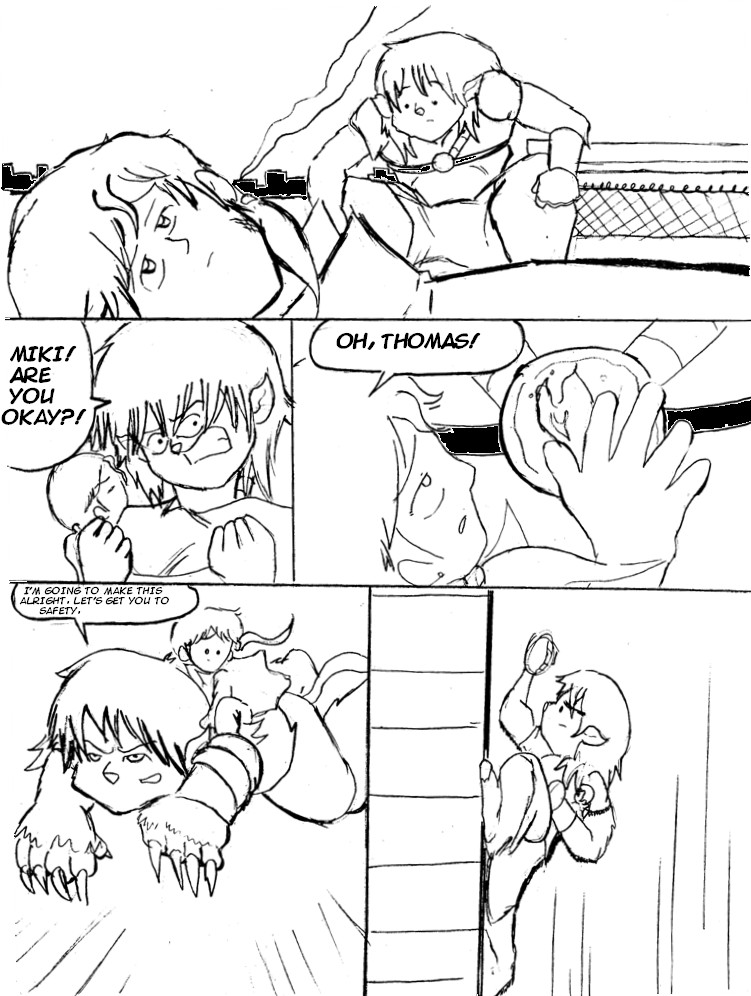 MIKI!
ARE
YOU
OKAY?!
OH, THOMAS!
I'M GOING TO MAKE THIS
ALRIGHT. LET'S GET YOU TO
SAFETY.